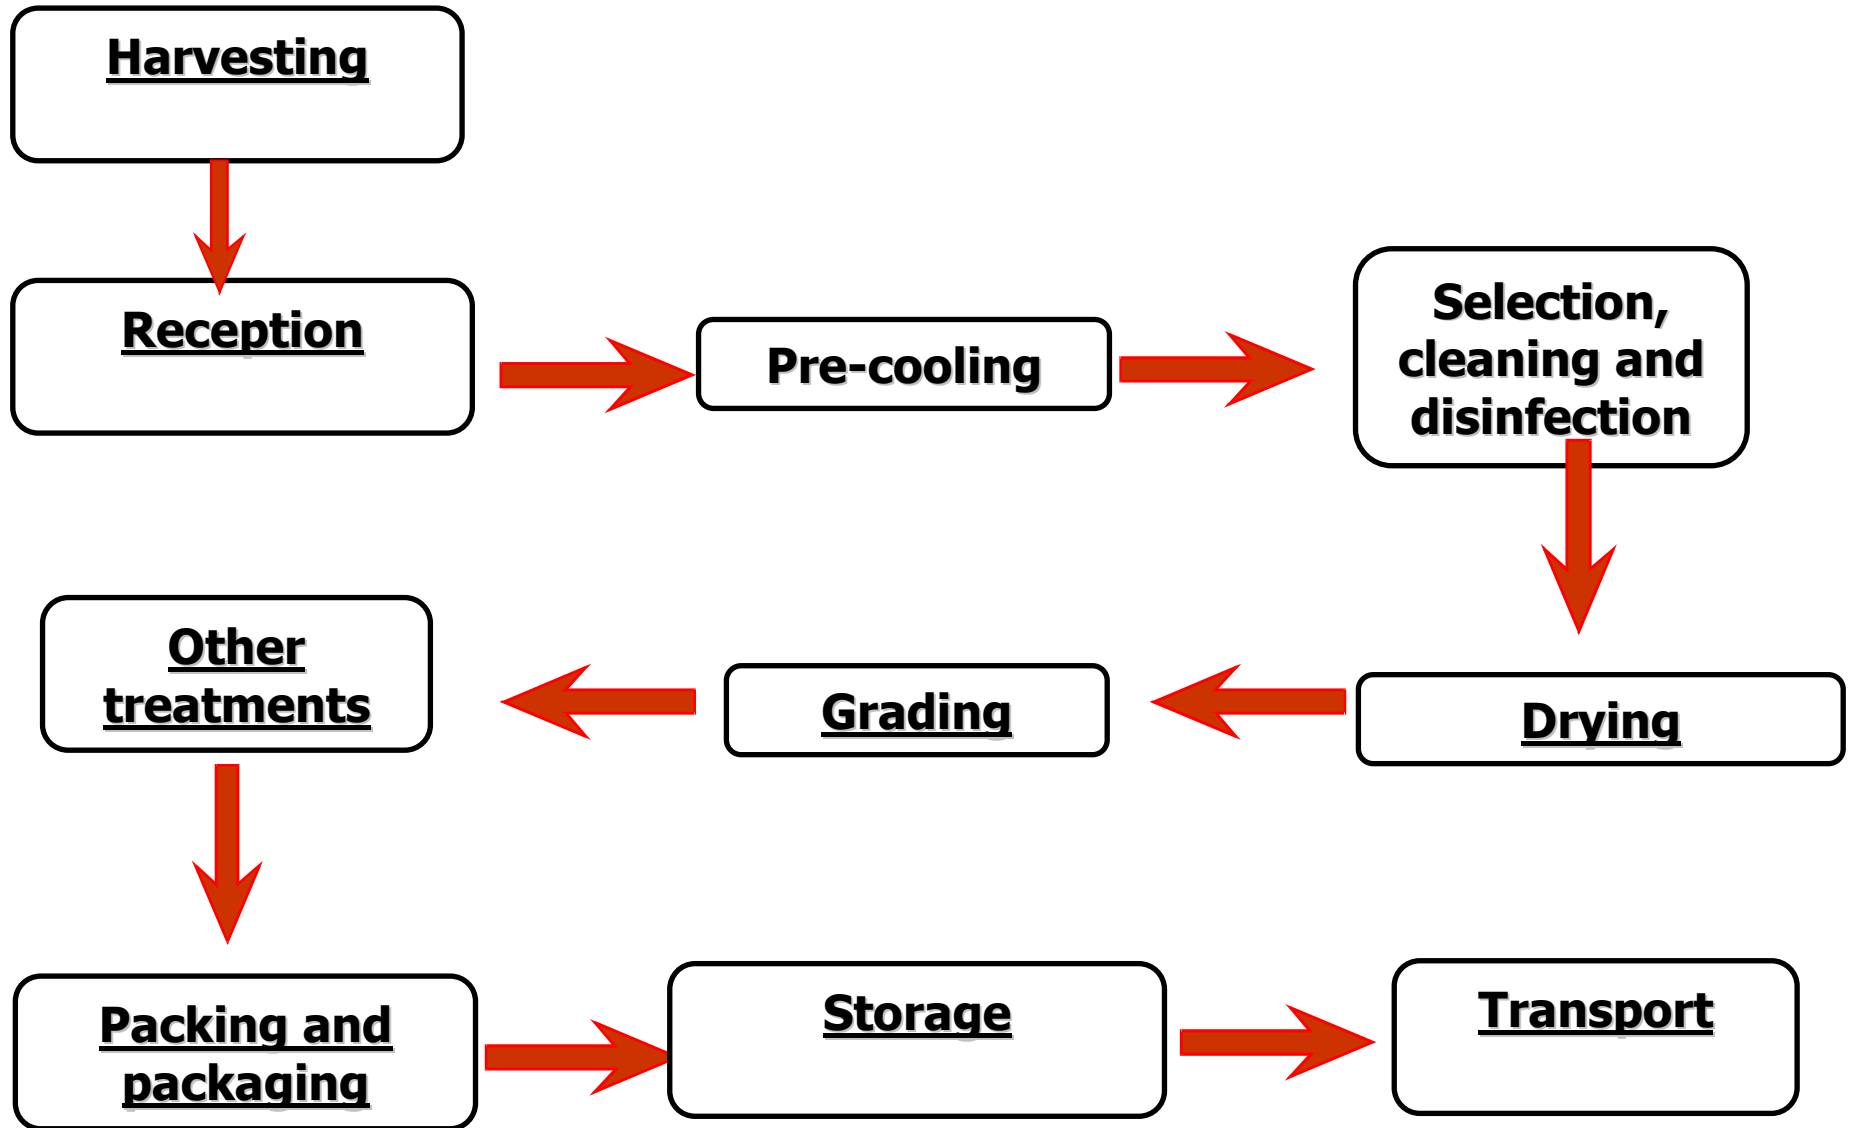 Harvesting
Reception
Pre-cooling
Selection,
cleaning and
disinfection
Drying
Grading
Other
treatments
Packing and
packaging
Storage
Transport